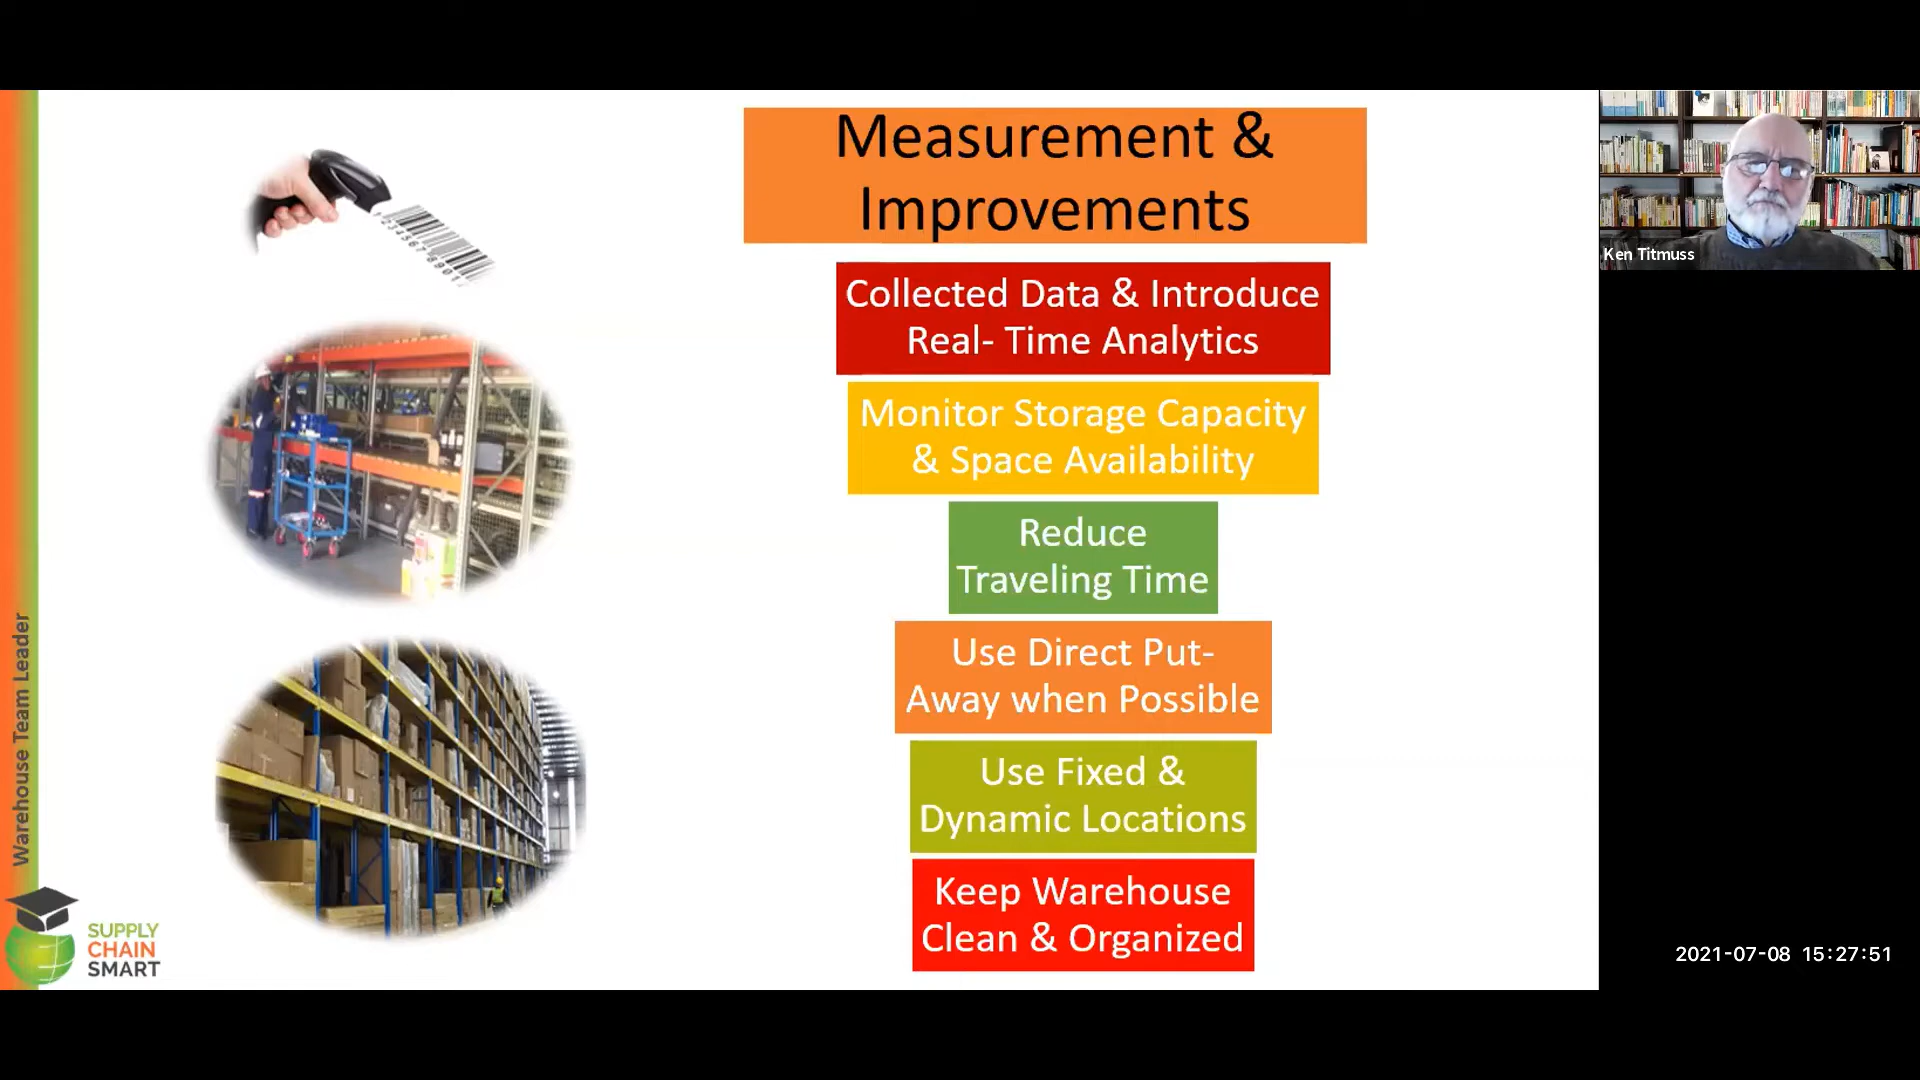 Measurement &
Improvements
Collected Data & Introduce
Real- Time Analytics
Monitor Storage Capacity
& Space Availability
Reduce
Traveling Time
Use Direct Put-
Away when Possible
Use Fixed &
Dynamic Locations
Keep Warehouse
Clean & Organized
Warehouse Team Leader
SUPPLY
CHAIN
SMART
Ken Titmuss
2021-07-08 15:27:51